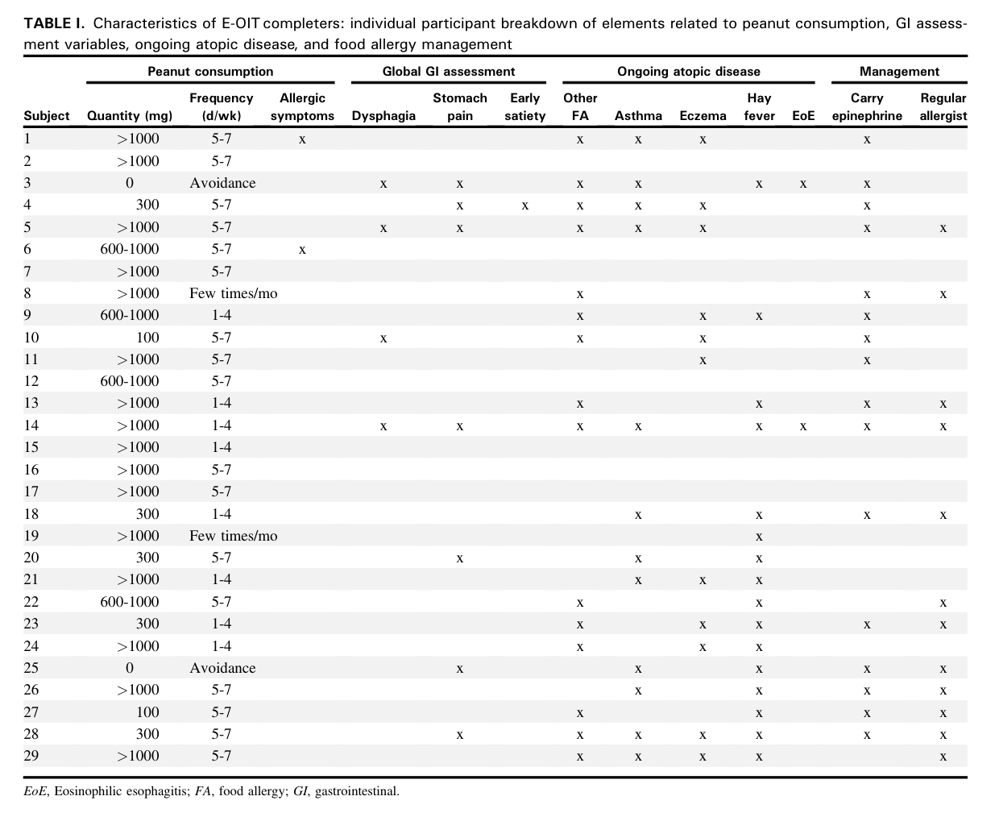 TABLE I. Characteristics of E-OIT completers: individual participant breakdown of elements related to peanut consumption, GI assess-
ment variables, ongoing atopic disease, and food allergy management
Peanut consumption Global GI assessment Ongoing atopic disease Management
Subject Quantity (mg) Frequency (d/wk) Allergic symptoms Dysphagia Stomach pain Early satiety Other FA Asthma Eczema Hay fever EoE Carry epinephrine Regular allergist
1 >1000 5-7 x x x x x
2 >1000 5-7
3 0 Avoidance x x x x x x x
4 300 5-7 x x x x x x
5 >1000 5-7 x x x x x x x
6 600-1000 5-7 x
7 >1000 5-7
8 >1000 Few times/mo x x x
9 600-1000 1-4 x x x x
10 100 5-7 x x x x
11 >1000 5-7 x x
12 600-1000 5-7
13 >1000 1-4 x x x x
14 >1000 1-4 x x x x x x x x
15 >1000 1-4
16 >1000 5-7
17 >1000 5-7
18 300 1-4 x x x x
19 >1000 Few times/mo x
20 300 5-7 x x x
21 >1000 1-4 x x x
22 600-1000 5-7 x x x
23 300 1-4 x x x x x
24 >1000 1-4 x x x
25 0 Avoidance x x x x x
26 >1000 5-7 x x x x
27 100 5-7 x x x x
28 300 5-7 x x x x x x x
29 >1000 5-7 x x x x x
EoE, Eosinophilic esophagitis; FA, food allergy; GI, gastrointestinal.